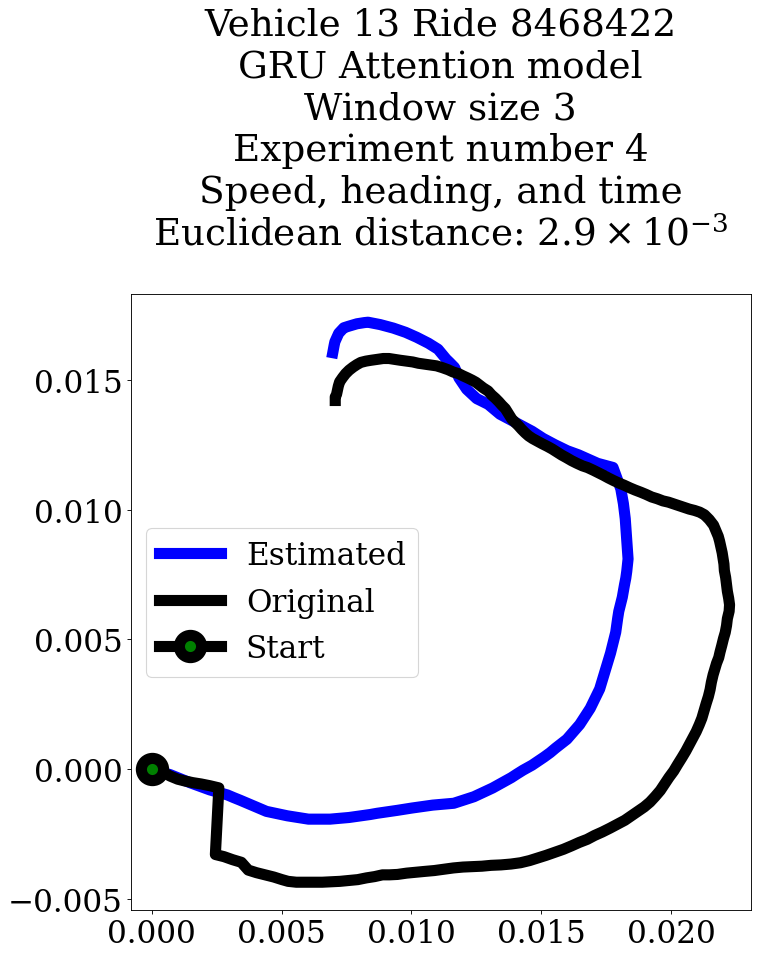 Vehicle 13 Ride 8468422
GRU Attention model
Window size 3
Experiment number 4
Speed, heading, and time
Euclidean distance: 2.9 × 10⁻³
0.015
0.010
0.005
0.000
−0.005
Estimated
Original
Start
0.000 0.005 0.010 0.015 0.020